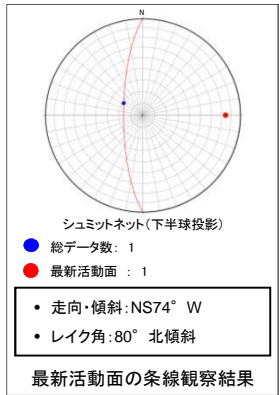 N
シュミットネット(下半球投影)
総データ数: 1
最新活動面 : 1
• 走向・傾斜:NS74° W
• レイク角:80° 北傾斜
最新活動面の条線観察結果